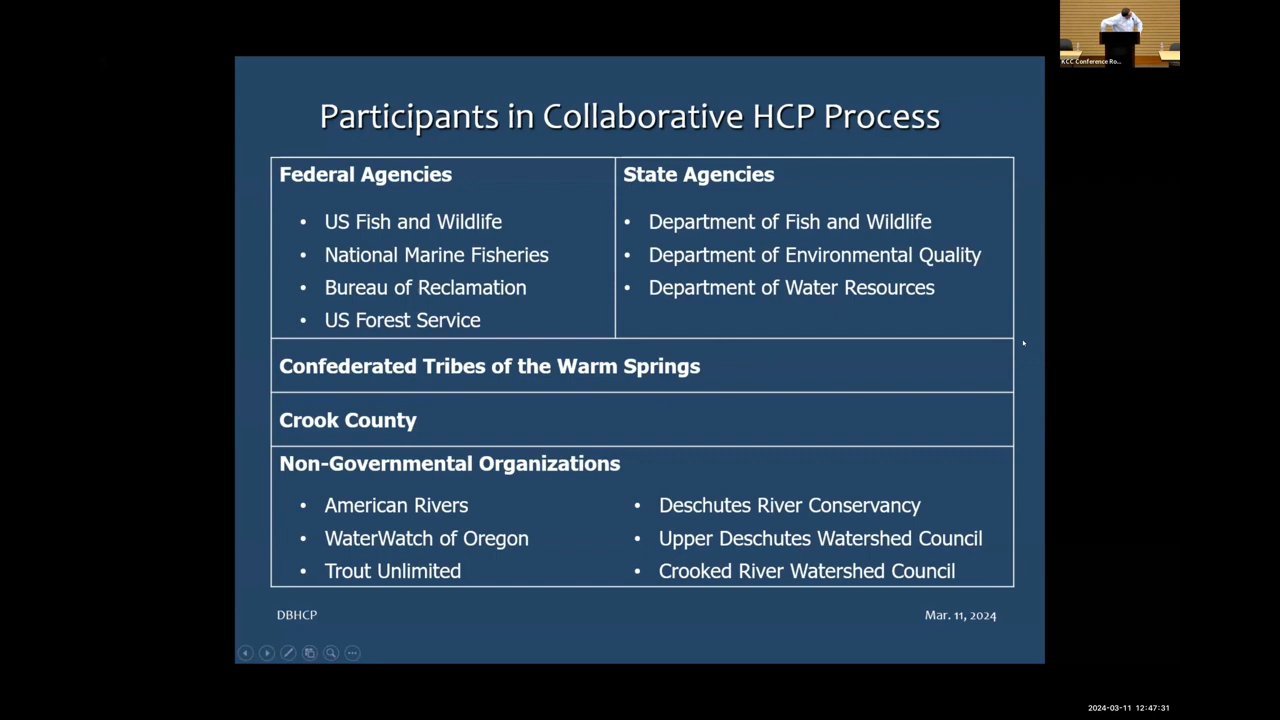 KCC Conference Ro...
Participants in Collaborative HCP Process
Federal Agencies
• US Fish and Wildlife
• National Marine Fisheries
• Bureau of Reclamation
• US Forest Service
State Agencies
• Department of Fish and Wildlife
• Department of Environmental Quality
• Department of Water Resources
Confederated Tribes of the Warm Springs
Crook County
Non-Governmental Organizations
• American Rivers
• WaterWatch of Oregon
• Trout Unlimited
• Deschutes River Conservancy
• Upper Deschutes Watershed Council
• Crooked River Watershed Council
DBHCP
Mar. 11, 2024
2024-03-11 12:47:31